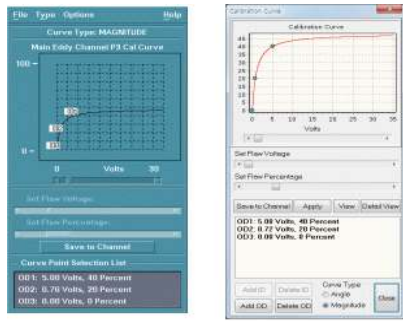 File Type Options Help
Curve Type: MAGNITUDE
Main Eddy Channel P3 Cal Curve
100
0
0 Volts 30
Set Flaw Voltage:
Set Flaw Percentage:
Save to Channel
Curve Point Selection List
OD1: 5.00 Volts, 40 Percent
OD2: 0.76 Volts, 20 Percent
OD3: 0.00 Volts, 0 Percent
Calibration Curve
Calibration Curve
45
40
35
30
25
20
15
10
5
0
0 5 10 15 20 25 30 35
Volts
Set Flaw Voltage
Set Flaw Percentage
Save to Channel Apply View Detail View
OD1: 5.00 Volts, 40 Percent
OD2: 0.72 Volts, 20 Percent
OD3: 0.00 Volts, 0 Percent
Add ID Delete ID
Add OD Delete OD
Curve Type
Angle
Magnitude
Close